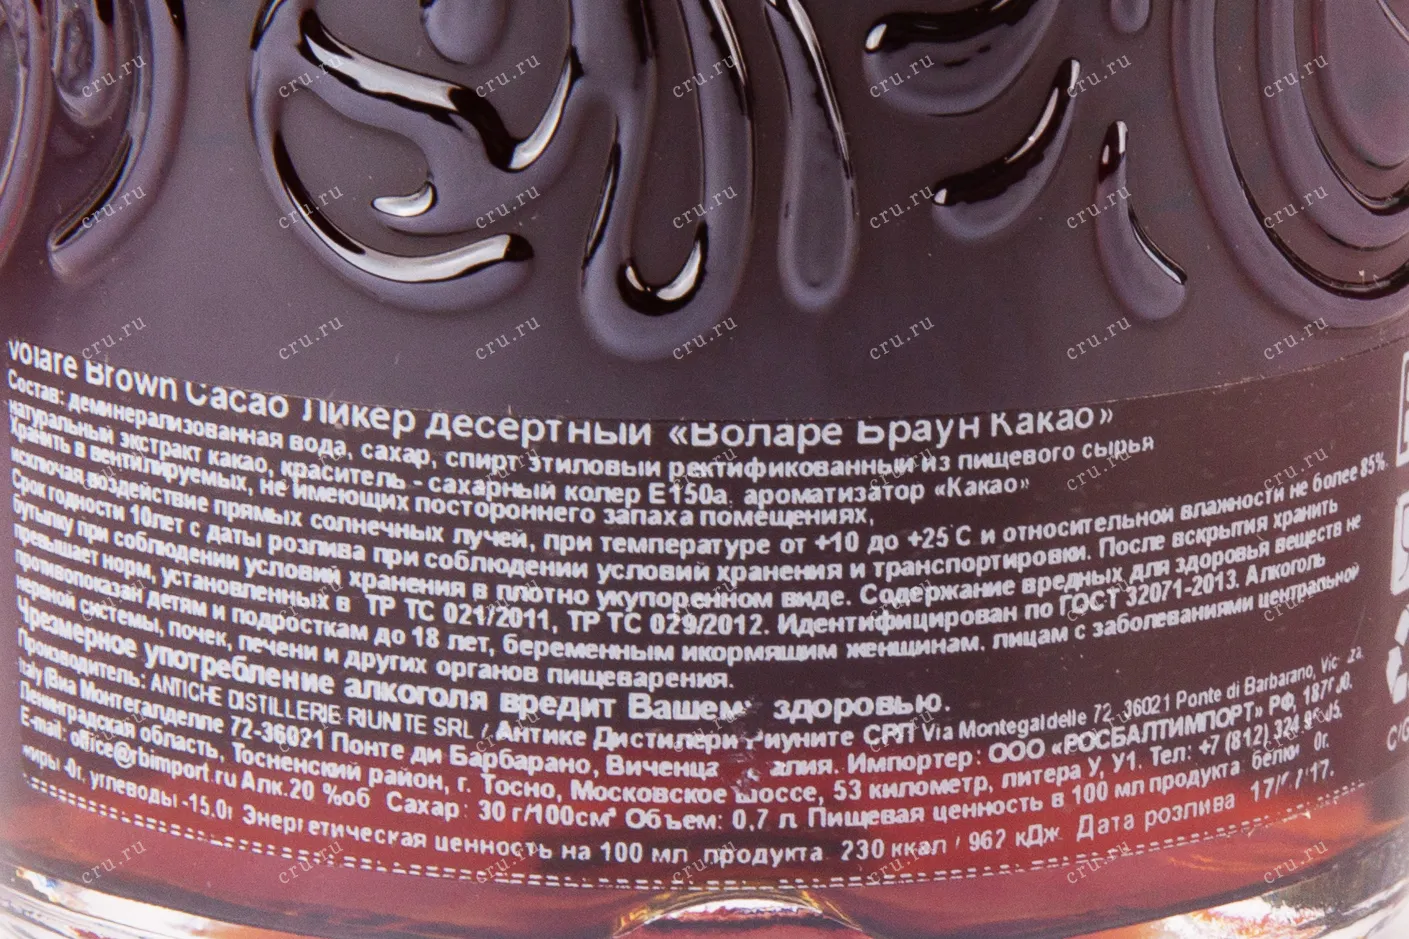 Volare Brown Cacao Ликер десертный «Воларе Браун Какао»
Состав: деминерализованная вода, сахар, спирт этиловый ректификованный из пищевого сырья
натуральный экстракт какао, краситель - сахарный колер Е150а, ароматизатор «Какао»
Хранить в вентилируемых, не имеющих постороннего запаха помещениях,
исключая воздействие прямых солнечных лучей, при температуре от +10 до +25 С и относительной влажности не более 85%.
Срок годности 10лет с даты розлива при соблюдении условий хранения и транспортировки. После вскрытия хранить
бутылку при соблюдении условий хранения в плотно укупоренном виде. Содержание вредных для здоровья веществ не
превышает норм, установленных в ТР ТС 021/2011, ТР ТС 029/2012. Идентифицирован по ГОСТ 32071-2013. Алкоголь
противопоказан детям и подросткам до 18 лет, беременным икормящим женщинам, лицам с заболеваниями центральной
нервной системы, почек, печени и других органов пищеварения.
Чрезмерное употребление алкоголя вредит Вашему здоровью.
Производитель: ANTICHE DISTILLERIE RIUNITE SRL / Антике Дистилери Риуните СРЛ Via Montegaldelle 72, 36021 Ponte di Barbarano,
Italy (Виа Монтегалделле 72-36021 Понте ди Барбарано, Виченца Импортер: ООО «РОСБАЛТИМПОРТ» РФ,
Ленинградская область, Тосненский район, г. Тосно, Московское шоссе, 53 километр, литера У, У1. Тел: +7 (812)
E-mail: office@rbimport.ru Алк.20 %об Сахар: 30 г/100см³ Объем: 0,7 л Пищевая ценность в 100 мл продукта: белки 0г.
жиры -0г, углеводы -15.0г Энергетическая ценность на 100 мл продукта 230 ккал / 962 кДж Дата розлива
cru.ru